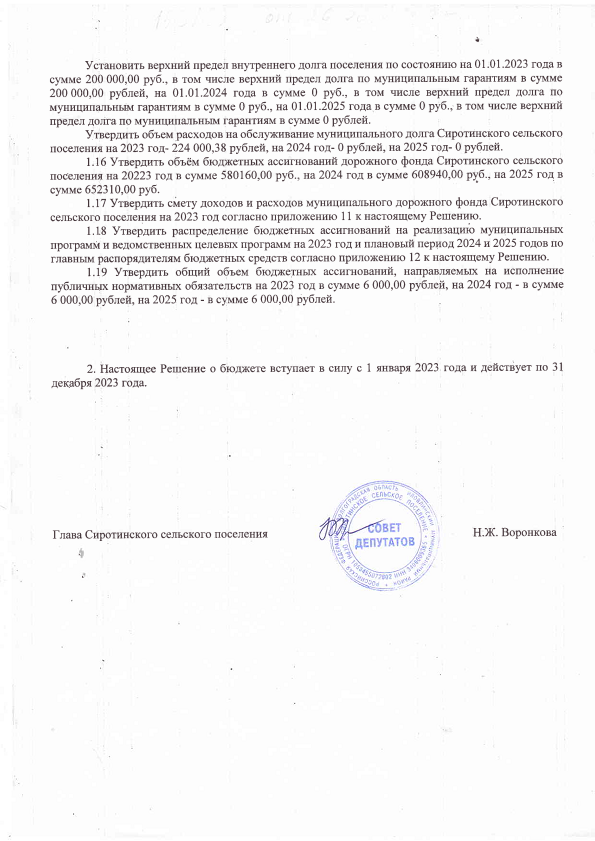 Установить верхний предел внутреннего долга поселения по состоянию на 01.01.2023 года в
сумме 200 000,00 руб., в том числе верхний предел долга по муниципальным гарантиям в сумме
200 000,00 рублей, на 01.01.2024 года в сумме 0 руб., в том числе верхний предел долга по
муниципальным гарантиям в сумме 0 руб., на 01.01.2025 года в сумме 0 руб., в том числе верхний
предел долга по муниципальным гарантиям в сумме 0 рублей.
Утвердить объем расходов на обслуживание муниципального долга Сиротинского сельского
поселения на 2023 год- 224 000,38 рублей, на 2024 год- 0 рублей, на 2025 год- 0 рублей.
1.16 Утвердить объём бюджетных ассигнований дорожного фонда Сиротинского сельского
поселения на 20223 год в сумме 580160,00 руб., на 2024 год в сумме 608940,00 руб., на 2025 год в
сумме 652310,00 руб.
1.17 Утвердить смету доходов и расходов муниципального дорожного фонда Сиротинского
сельского поселения на 2023 год согласно приложению 11 к настоящему Решению.
1.18 Утвердить распределение бюджетных ассигнований на реализацию муниципальных
программ и ведомственных целевых программ на 2023 год и плановый период 2024 и 2025 годов по
главным распорядителям бюджетных средств согласно приложению 12 к настоящему Решению.
1.19 Утвердить общий объем бюджетных ассигнований, направляемых на исполнение
публичных нормативных обязательств на 2023 год в сумме 6 000,00 рублей, на 2024 год - в сумме
6 000,00 рублей, на 2025 год - в сумме 6 000,00 рублей.
2. Настоящее Решение о бюджете вступает в силу с 1 января 2023 года и действует по 31
декабря 2023 года.
Глава Сиротинского сельского поселения
СОВЕТ
ДЕПУТАТОВ
Н.Ж. Воронкова